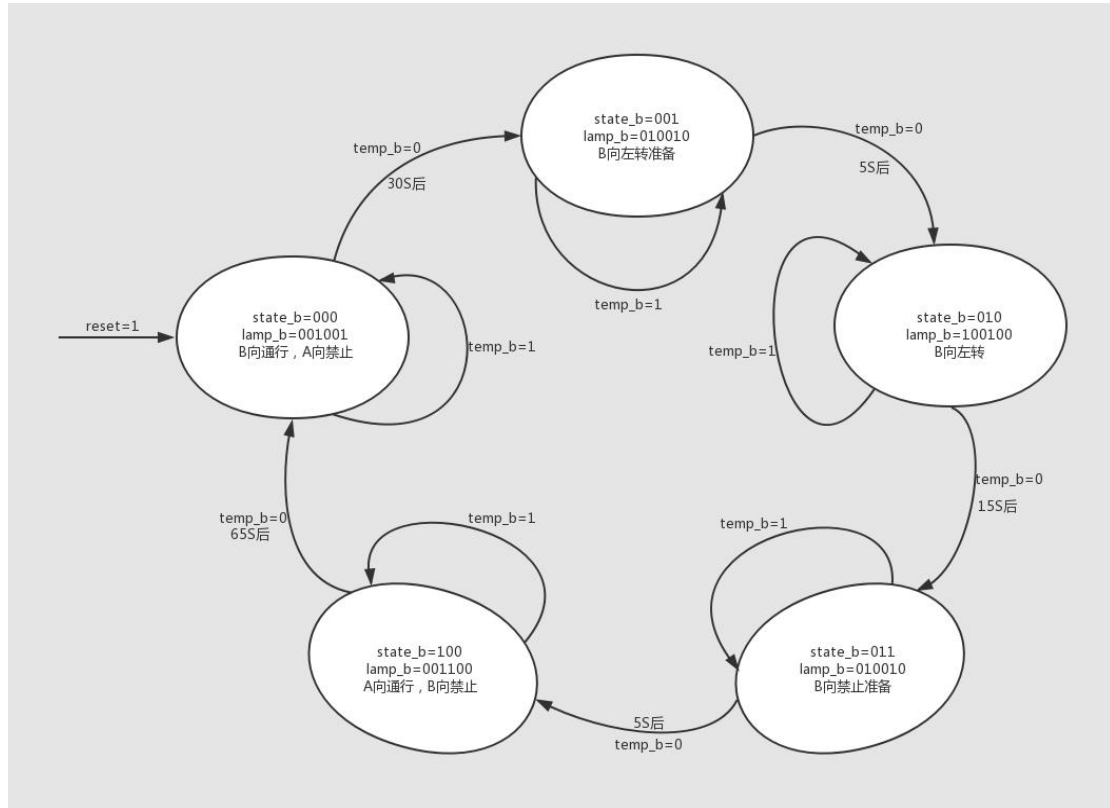 state_b=001
lamp_b=010010
B向左转准备
temp_b=0
30S后
temp_b=0
5S后
temp_b=1
state_b=000
lamp_b=001001
B向通行，A向禁止
reset=1
temp_b=1
state_b=010
lamp_b=100100
B向左转
temp_b=1
temp_b=0
15S后
temp_b=0
65S后
temp_b=1
temp_b=1
state_b=100
lamp_b=001100
A向通行，B向禁止
state_b=011
lamp_b=010010
B向禁止准备
5S后
temp_b=0